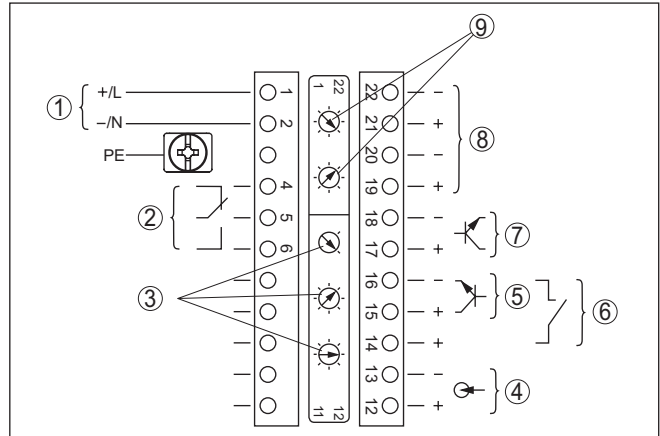 ⑨
① +/L 1 1 22 22 −
−/N 2 21 + ⑧
PE 20 −
4 19 +
② 5 18 − ⑦
6 17 +
③ 16 − ⑤ ⑥
15 +
14 +
13 − ④
11 12 12 +